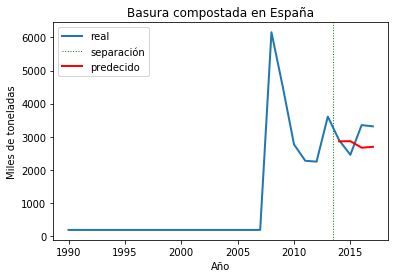 Basura compostada en España
real
separación
predecido
Miles de toneladas
6000
5000
4000
3000
2000
1000
0
1990
1995
2000
2005
2010
2015
Año